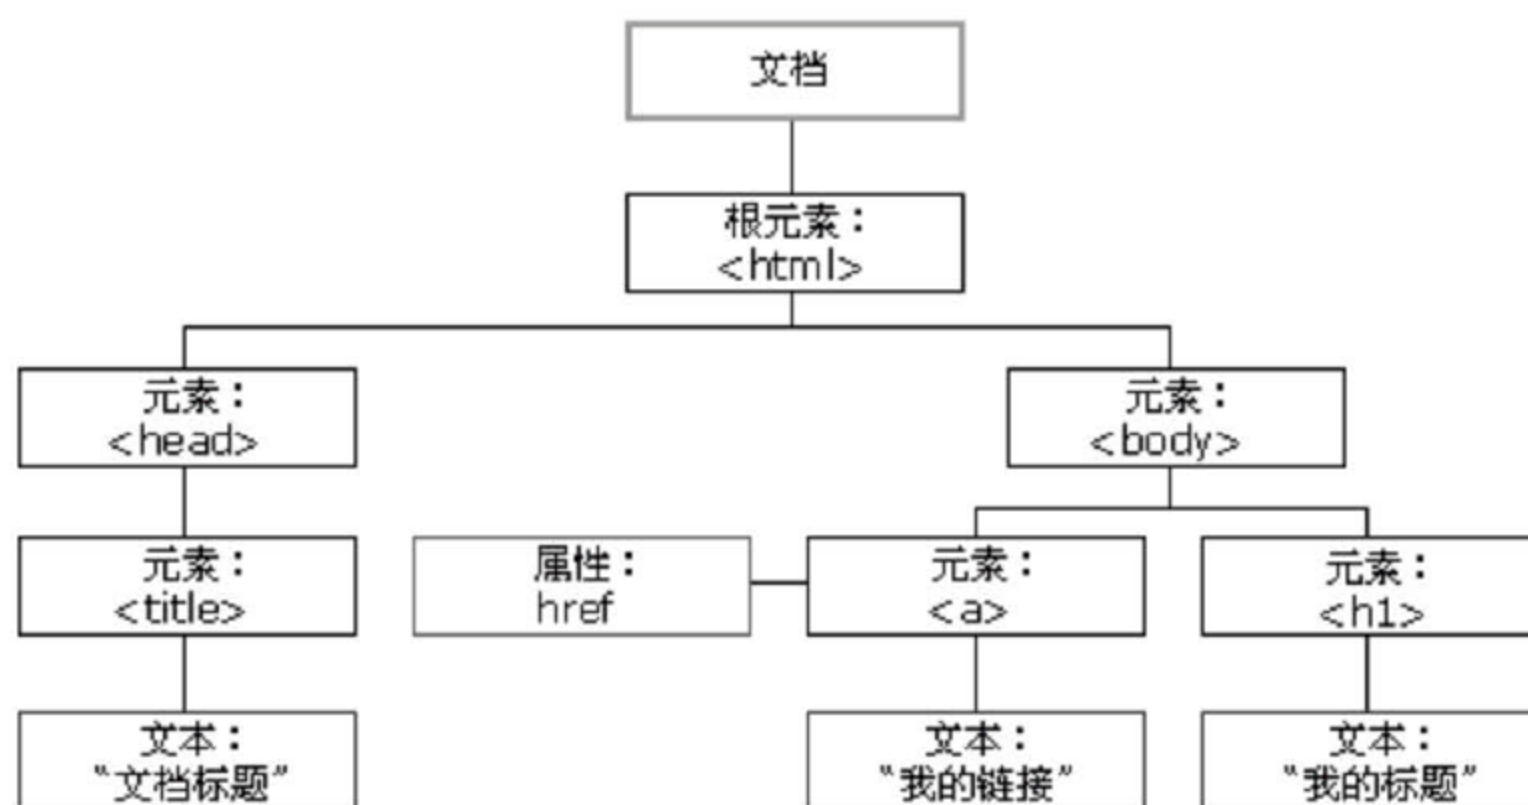 文档
根元素：
<html>
元素：
<head>
元素：
<body>
元素：
<title>
属性：
href
元素：
<a>
元素：
<h1>
文本：
"文档标题"
文本：
"我的链接"
文本：
"我的标题"